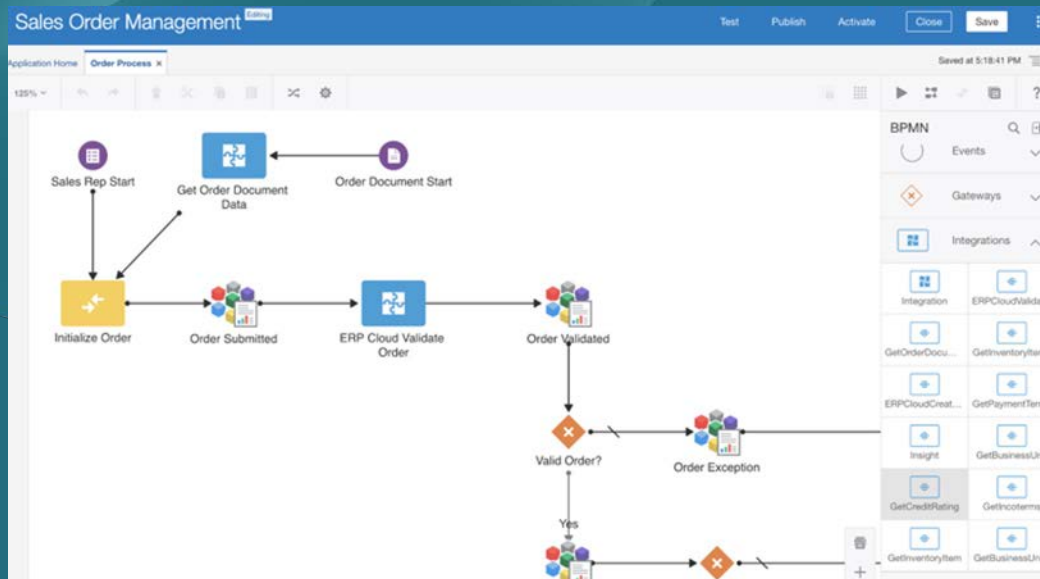 Sales Order Management Editing
Test Publish Activate Close Save
Application Home Order Process ×
Saved at 5:18:41 PM
125%
?
BPMN
Events
Gateways
Integrations
Integration
ERPCloudValida
GetOrderDocu...
GetInventoryIte
ERPCloudCreat...
GetPaymentTer
Insight
GetBusinessUn
GetCreditRating
GetIncoterms
GetInventoryItem
GetBusinessUn
Sales Rep Start
Get Order Document
Data
Order Document Start
Initialize Order
Order Submitted
ERP Cloud Validate
Order
Order Validated
Valid Order?
Order Exception
Yes